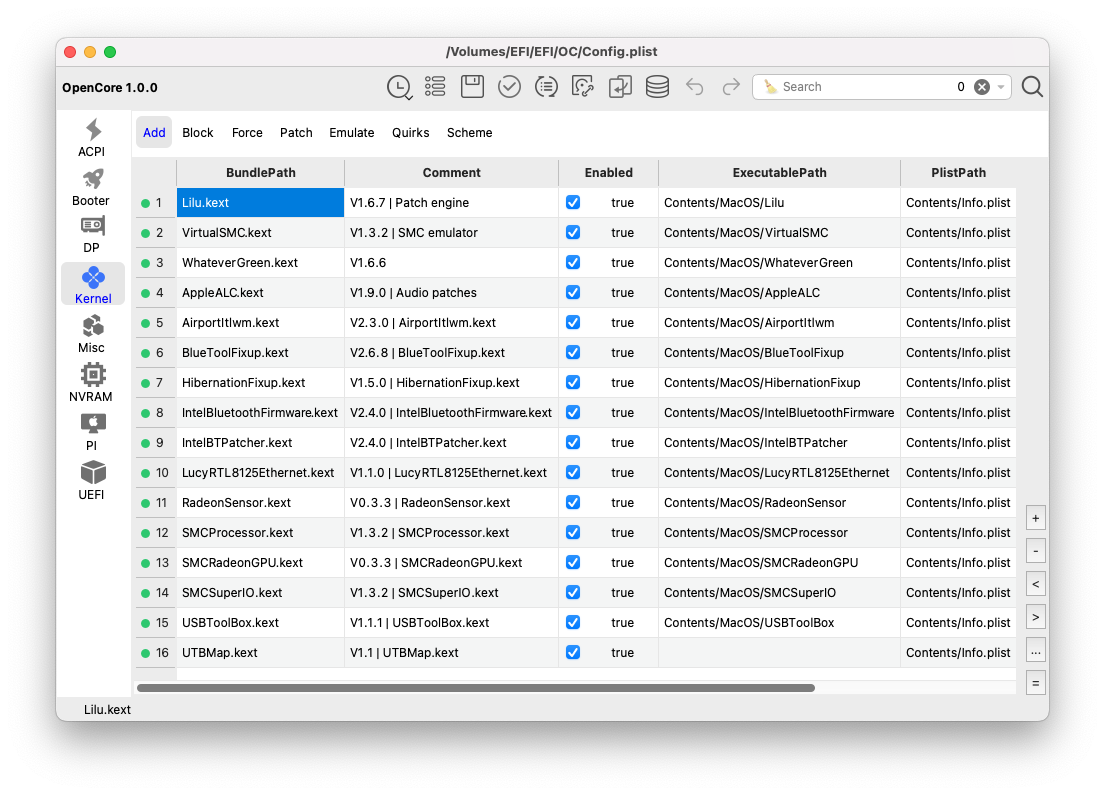 /Volumes/EFI/EFI/OC/Config.plist
OpenCore 1.0.0
Search 0
ACPI
Booter
DP
Kernel
Misc
NVRAM
PI
UEFI
Add Block Force Patch Emulate Quirks Scheme
BundlePath Comment Enabled ExecutablePath PlistPath
1 Lilu.kext V1.6.7 | Patch engine true Contents/MacOS/Lilu Contents/Info.plist
2 VirtualSMC.kext V1.3.2 | SMC emulator true Contents/MacOS/VirtualSMC Contents/Info.plist
3 WhateverGreen.kext V1.6.6 true Contents/MacOS/WhateverGreen Contents/Info.plist
4 AppleALC.kext V1.9.0 | Audio patches true Contents/MacOS/AppleALC Contents/Info.plist
5 AirportItlwm.kext V2.3.0 | AirportItlwm.kext true Contents/MacOS/AirportItlwm Contents/Info.plist
6 BlueToolFixup.kext V2.6.8 | BlueToolFixup.kext true Contents/MacOS/BlueToolFixup Contents/Info.plist
7 HibernationFixup.kext V1.5.0 | HibernationFixup.kext true Contents/MacOS/HibernationFixup Contents/Info.plist
8 IntelBluetoothFirmware.kext V2.4.0 | IntelBluetoothFirmware.kext true Contents/MacOS/IntelBluetoothFirmware Contents/Info.plist
9 IntelBTPatcher.kext V2.4.0 | IntelBTPatcher.kext true Contents/MacOS/IntelBTPatcher Contents/Info.plist
10 LucyRTL8125Ethernet.kext V1.1.0 | LucyRTL8125Ethernet.kext true Contents/MacOS/LucyRTL8125Ethernet Contents/Info.plist
11 RadeonSensor.kext V0.3.3 | RadeonSensor.kext true Contents/MacOS/RadeonSensor Contents/Info.plist
12 SMCProcessor.kext V1.3.2 | SMCProcessor.kext true Contents/MacOS/SMCProcessor Contents/Info.plist
13 SMCRadeonGPU.kext V0.3.3 | SMCRadeonGPU.kext true Contents/MacOS/SMCRadeonGPU Contents/Info.plist
14 SMCSuperIO.kext V1.3.2 | SMCSuperIO.kext true Contents/MacOS/SMCSuperIO Contents/Info.plist
15 USBToolBox.kext V1.1.1 | USBToolBox.kext true Contents/MacOS/USBToolBox Contents/Info.plist
16 UTBMap.kext V1.1 | UTBMap.kext true Contents/Info.plist
+
-
<
>
...
=
Lilu.kext